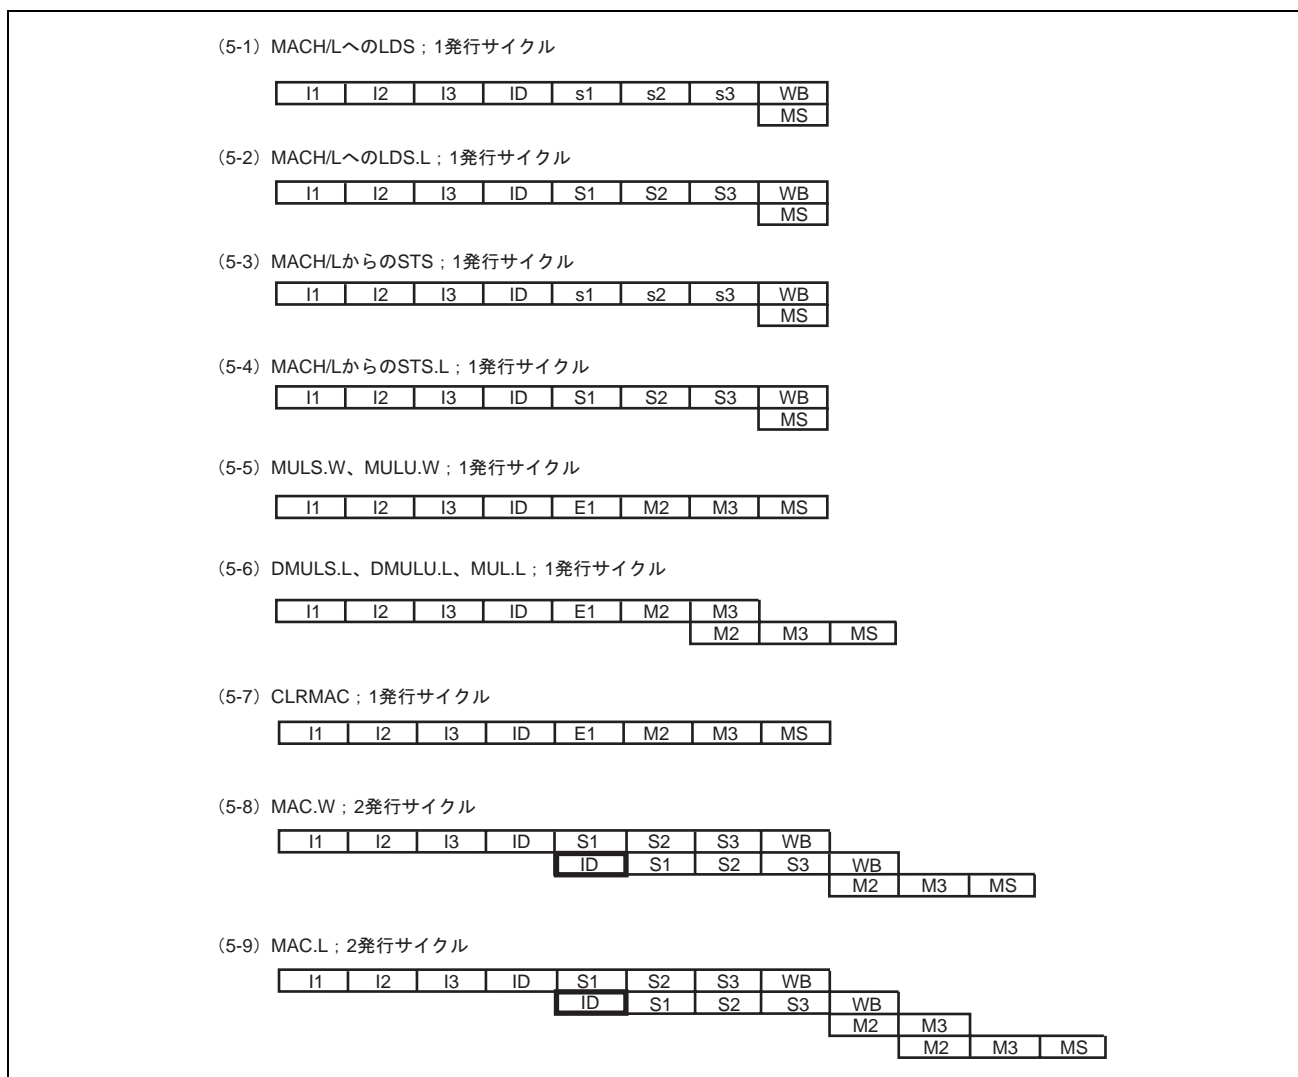 （5-1）MACH/LへのLDS；1発行サイクル
I1 I2 I3 ID s1 s2 s3 WB
MS
（5-2）MACH/LへのLDS.L；1発行サイクル
I1 I2 I3 ID S1 S2 S3 WB
MS
（5-3）MACH/LからのSTS；1発行サイクル
I1 I2 I3 ID s1 s2 s3 WB
MS
（5-4）MACH/LからのSTS.L；1発行サイクル
I1 I2 I3 ID S1 S2 S3 WB
MS
（5-5）MULS.W、MULU.W；1発行サイクル
I1 I2 I3 ID E1 M2 M3 MS
（5-6）DMULS.L、DMULU.L、MUL.L；1発行サイクル
I1 I2 I3 ID E1 M2 M3
M2 M3 MS
（5-7）CLRMAC；1発行サイクル
I1 I2 I3 ID E1 M2 M3 MS
（5-8）MAC.W；2発行サイクル
I1 I2 I3 ID S1 S2 S3 WB
ID S1 S2 S3 WB
M2 M3 MS
（5-9）MAC.L；2発行サイクル
I1 I2 I3 ID S1 S2 S3 WB
ID S1 S2 S3 WB
M2 M3
M2 M3 MS